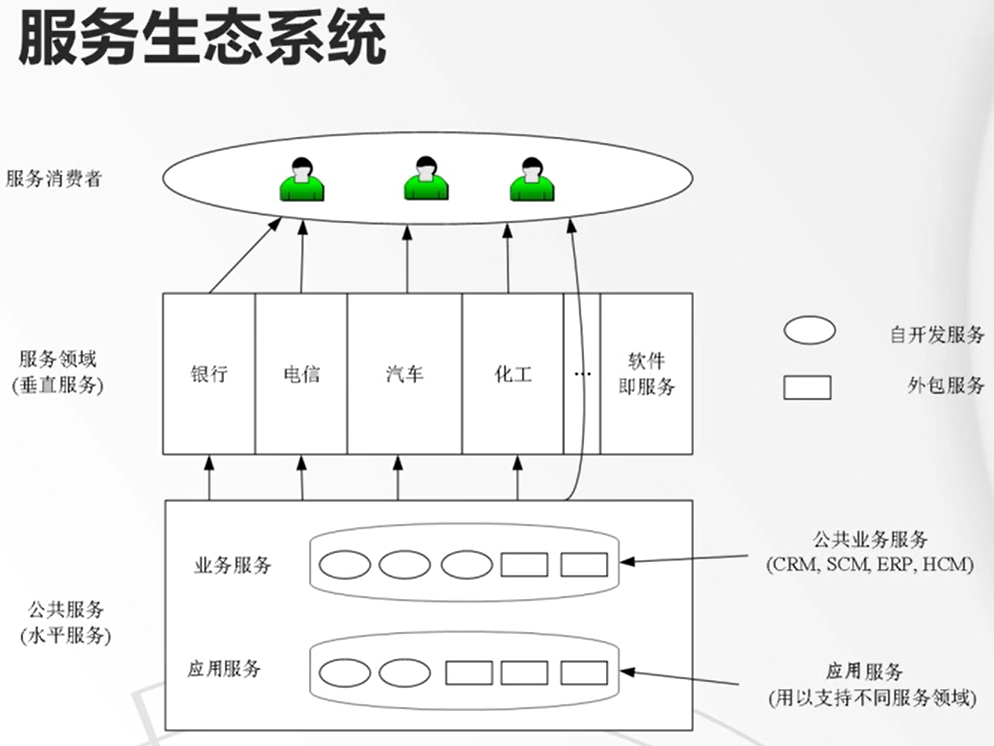 服务生态系统
服务消费者
服务领域
(垂直服务)
银行
电信
汽车
化工
...
软件
即服务
自开发服务
外包服务
公共服务
(水平服务)
业务服务
应用服务
公共业务服务
(CRM, SCM, ERP, HCM)
应用服务
(用以支持不同服务领域)